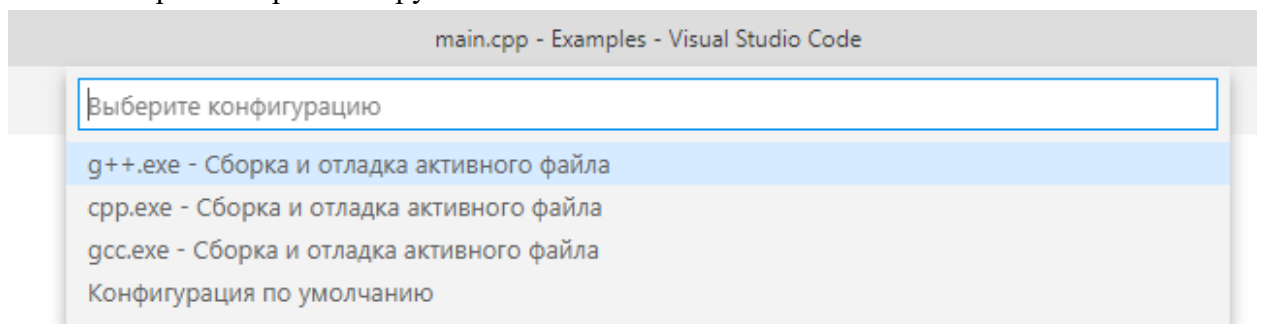 main.cpp - Examples - Visual Studio Code
Выберите конфигурацию
g++.exe - Сборка и отладка активного файла
cpp.exe - Сборка и отладка активного файла
gcc.exe - Сборка и отладка активного файла
Конфигурация по умолчанию